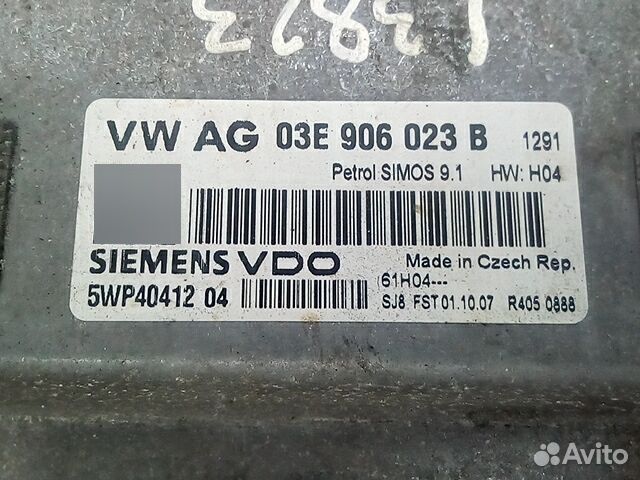 13823
VW AG 03E 906 023 B 1291
Petrol SIMOS 9.1 HW: H04
SIEMENS VDO Made in Czech Rep.
5WP40412 04 61H04---
SJ8 FST 01.10.07 R405 0888
Avito